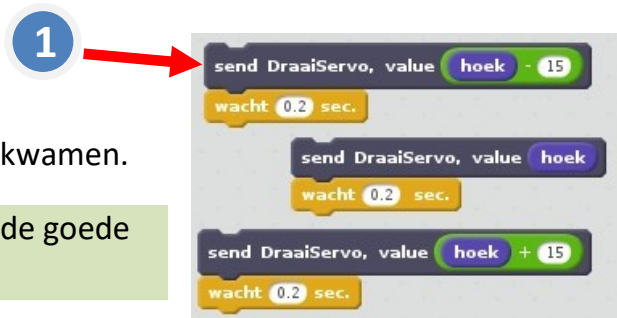 1
send DraaiServo, value hoek - 15
wacht 0.2 sec.
kwamen.
send DraaiServo, value hoek
wacht 0.2 sec.
de goede
send DraaiServo, value hoek + 15
wacht 0.2 sec.